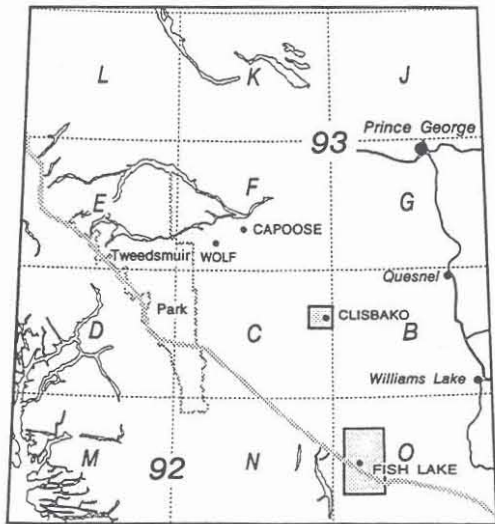 L
K
J
Prince George
93
E
F
G
CAPOOSE
Tweedsmuir
WOLF
Quesnel
Park
CLISBAKO
D
C
B
Williams Lake
M
92
N
O
FISH LAKE